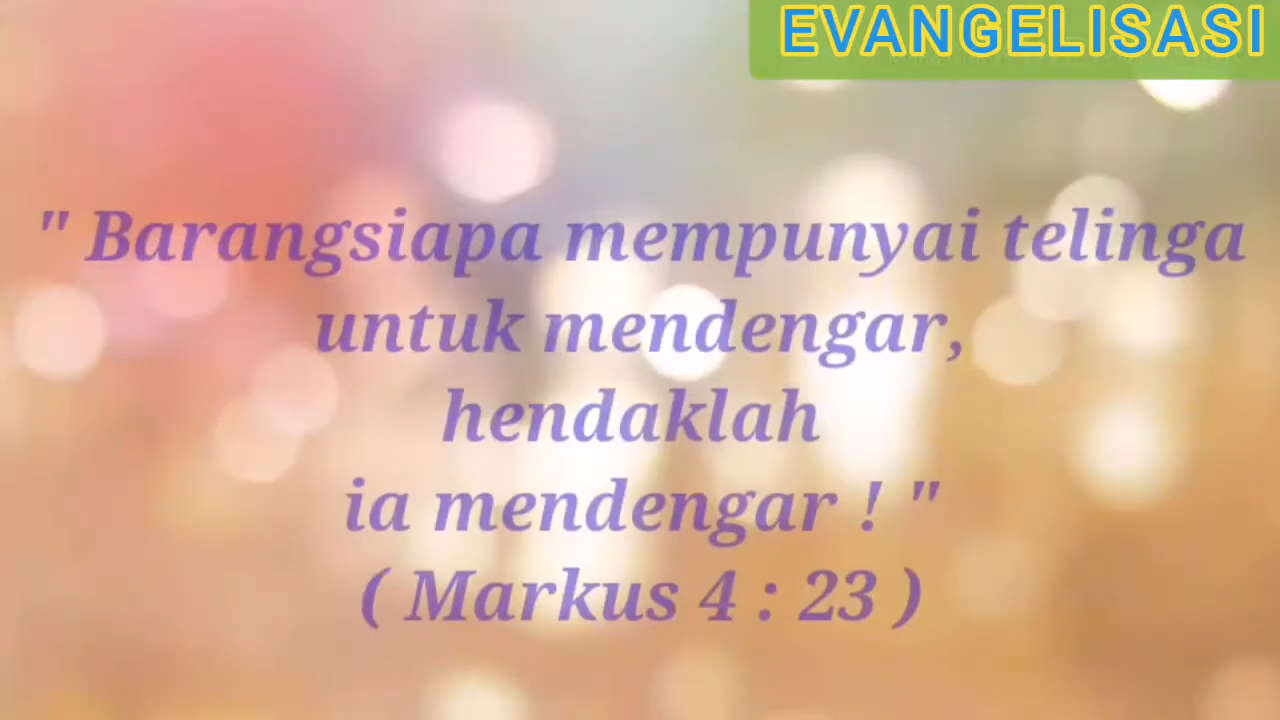 EVANGELISASI
" Barangsiapa mempunyai telinga
untuk mendengar,
hendaklah
ia mendengar ! "
( Markus 4 : 23 )